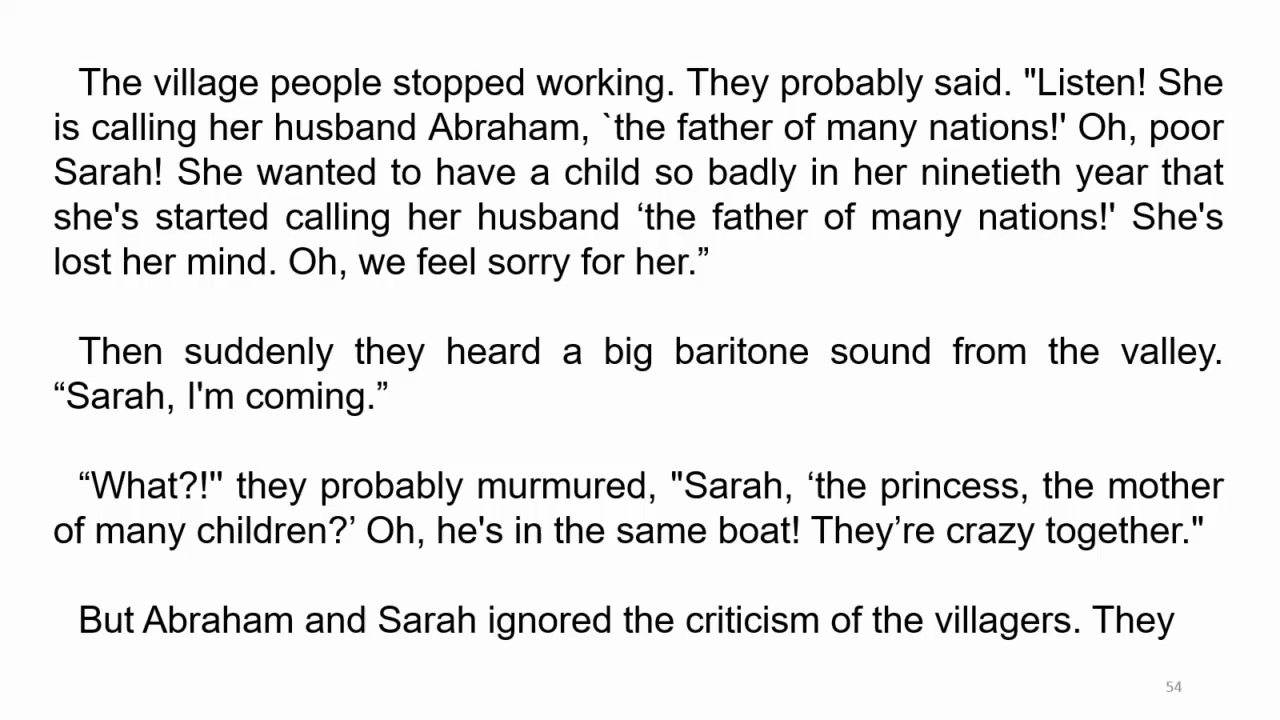 The village people stopped working. They probably said. "Listen! She
is calling her husband Abraham, `the father of many nations!' Oh, poor
Sarah! She wanted to have a child so badly in her ninetieth year that
she's started calling her husband ‘the father of many nations!' She's
lost her mind. Oh, we feel sorry for her.”
Then suddenly they heard a big baritone sound from the valley.
“Sarah, I'm coming.”
“What?!" they probably murmured, "Sarah, ‘the princess, the mother
of many children?’ Oh, he's in the same boat! They’re crazy together."
But Abraham and Sarah ignored the criticism of the villagers. They
54